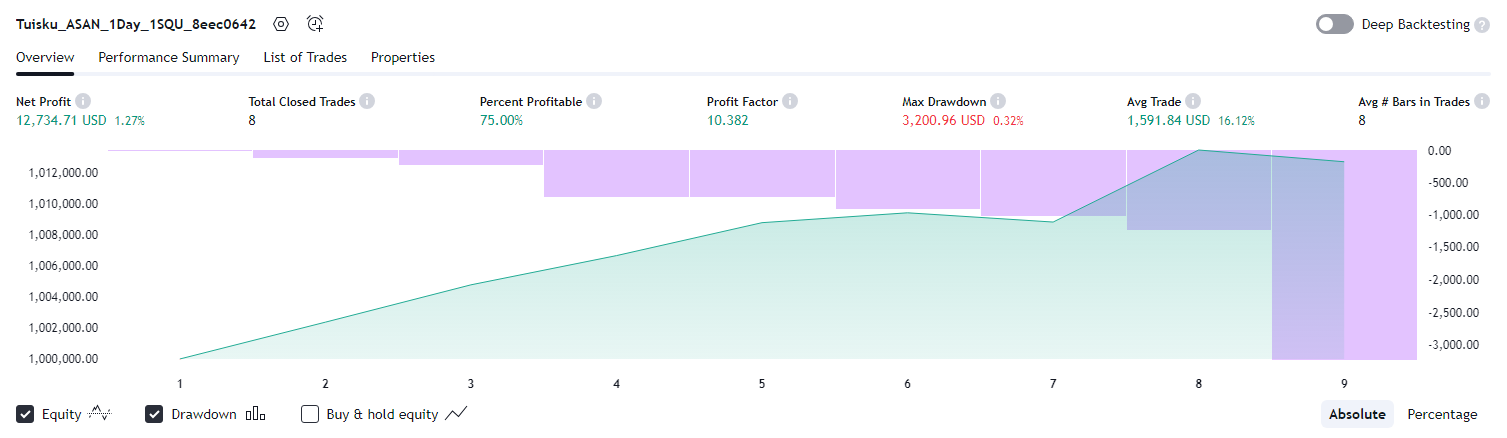 Tuisku_ASAN_1Day_1SQU_8eec0642
Deep Backtesting ?
Overview Performance Summary List of Trades Properties
Net Profit Total Closed Trades Percent Profitable Profit Factor Max Drawdown Avg Trade Avg # Bars in Trades
12,734.71 USD 1.27% 8 75.00% 10.382 3,200.96 USD 0.32% 1,591.84 USD 16.12% 8
0.00
1,012,000.00
-500.00
1,010,000.00
-1,000.00
1,008,000.00
-1,500.00
1,006,000.00
-2,000.00
1,004,000.00
-2,500.00
1,002,000.00
-3,000.00
1,000,000.00
1 2 3 4 5 6 7 8 9
Equity Drawdown Buy & hold equity Absolute Percentage